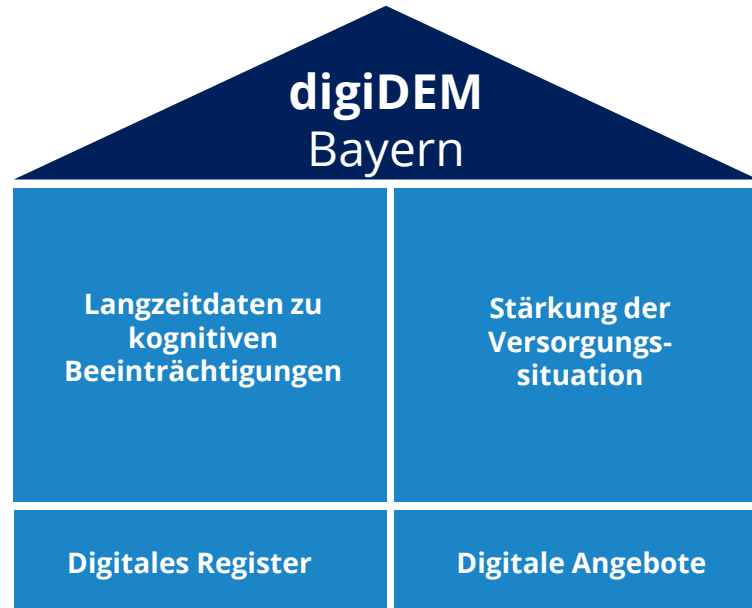 digiDEM
Bayern
Langzeitdaten zu
kognitiven
Beeinträchtigungen
Stärkung der
Versorgungs-
situation
Digitales Register
Digitale Angebote